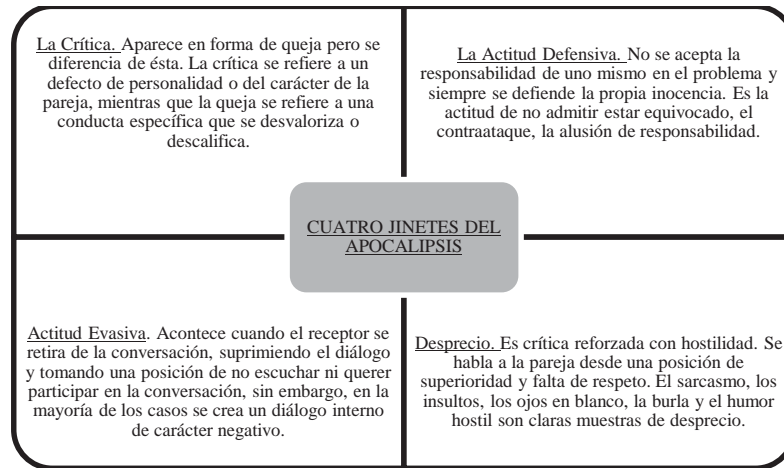 La Crítica. Aparece en forma de queja pero se
diferencia de ésta. La crítica se refiere a un
defecto de personalidad o del carácter de la
pareja, mientras que la queja se refiere a una
conducta específica que se desvaloriza o
descalifica.
La Actitud Defensiva. No se acepta la
responsabilidad de uno mismo en el problema y
siempre se defiende la propia inocencia. Es la
actitud de no admitir estar equivocado, el
contraataque, la alusión de responsabilidad.
CUATRO JINETES DEL
APOCALIPSIS
Actitud Evasiva. Acontece cuando el receptor se
retira de la conversación, suprimiendo el diálogo
y tomando una posición de no escuchar ni querer
participar en la conversación, sin embargo, en la
mayoría de los casos se crea un diálogo interno
de carácter negativo.
Desprecio. Es crítica reforzada con hostilidad. Se
habla a la pareja desde una posición de
superioridad y falta de respeto. El sarcasmo, los
insultos, los ojos en blanco, la burla y el humor
hostil son claras muestras de desprecio.